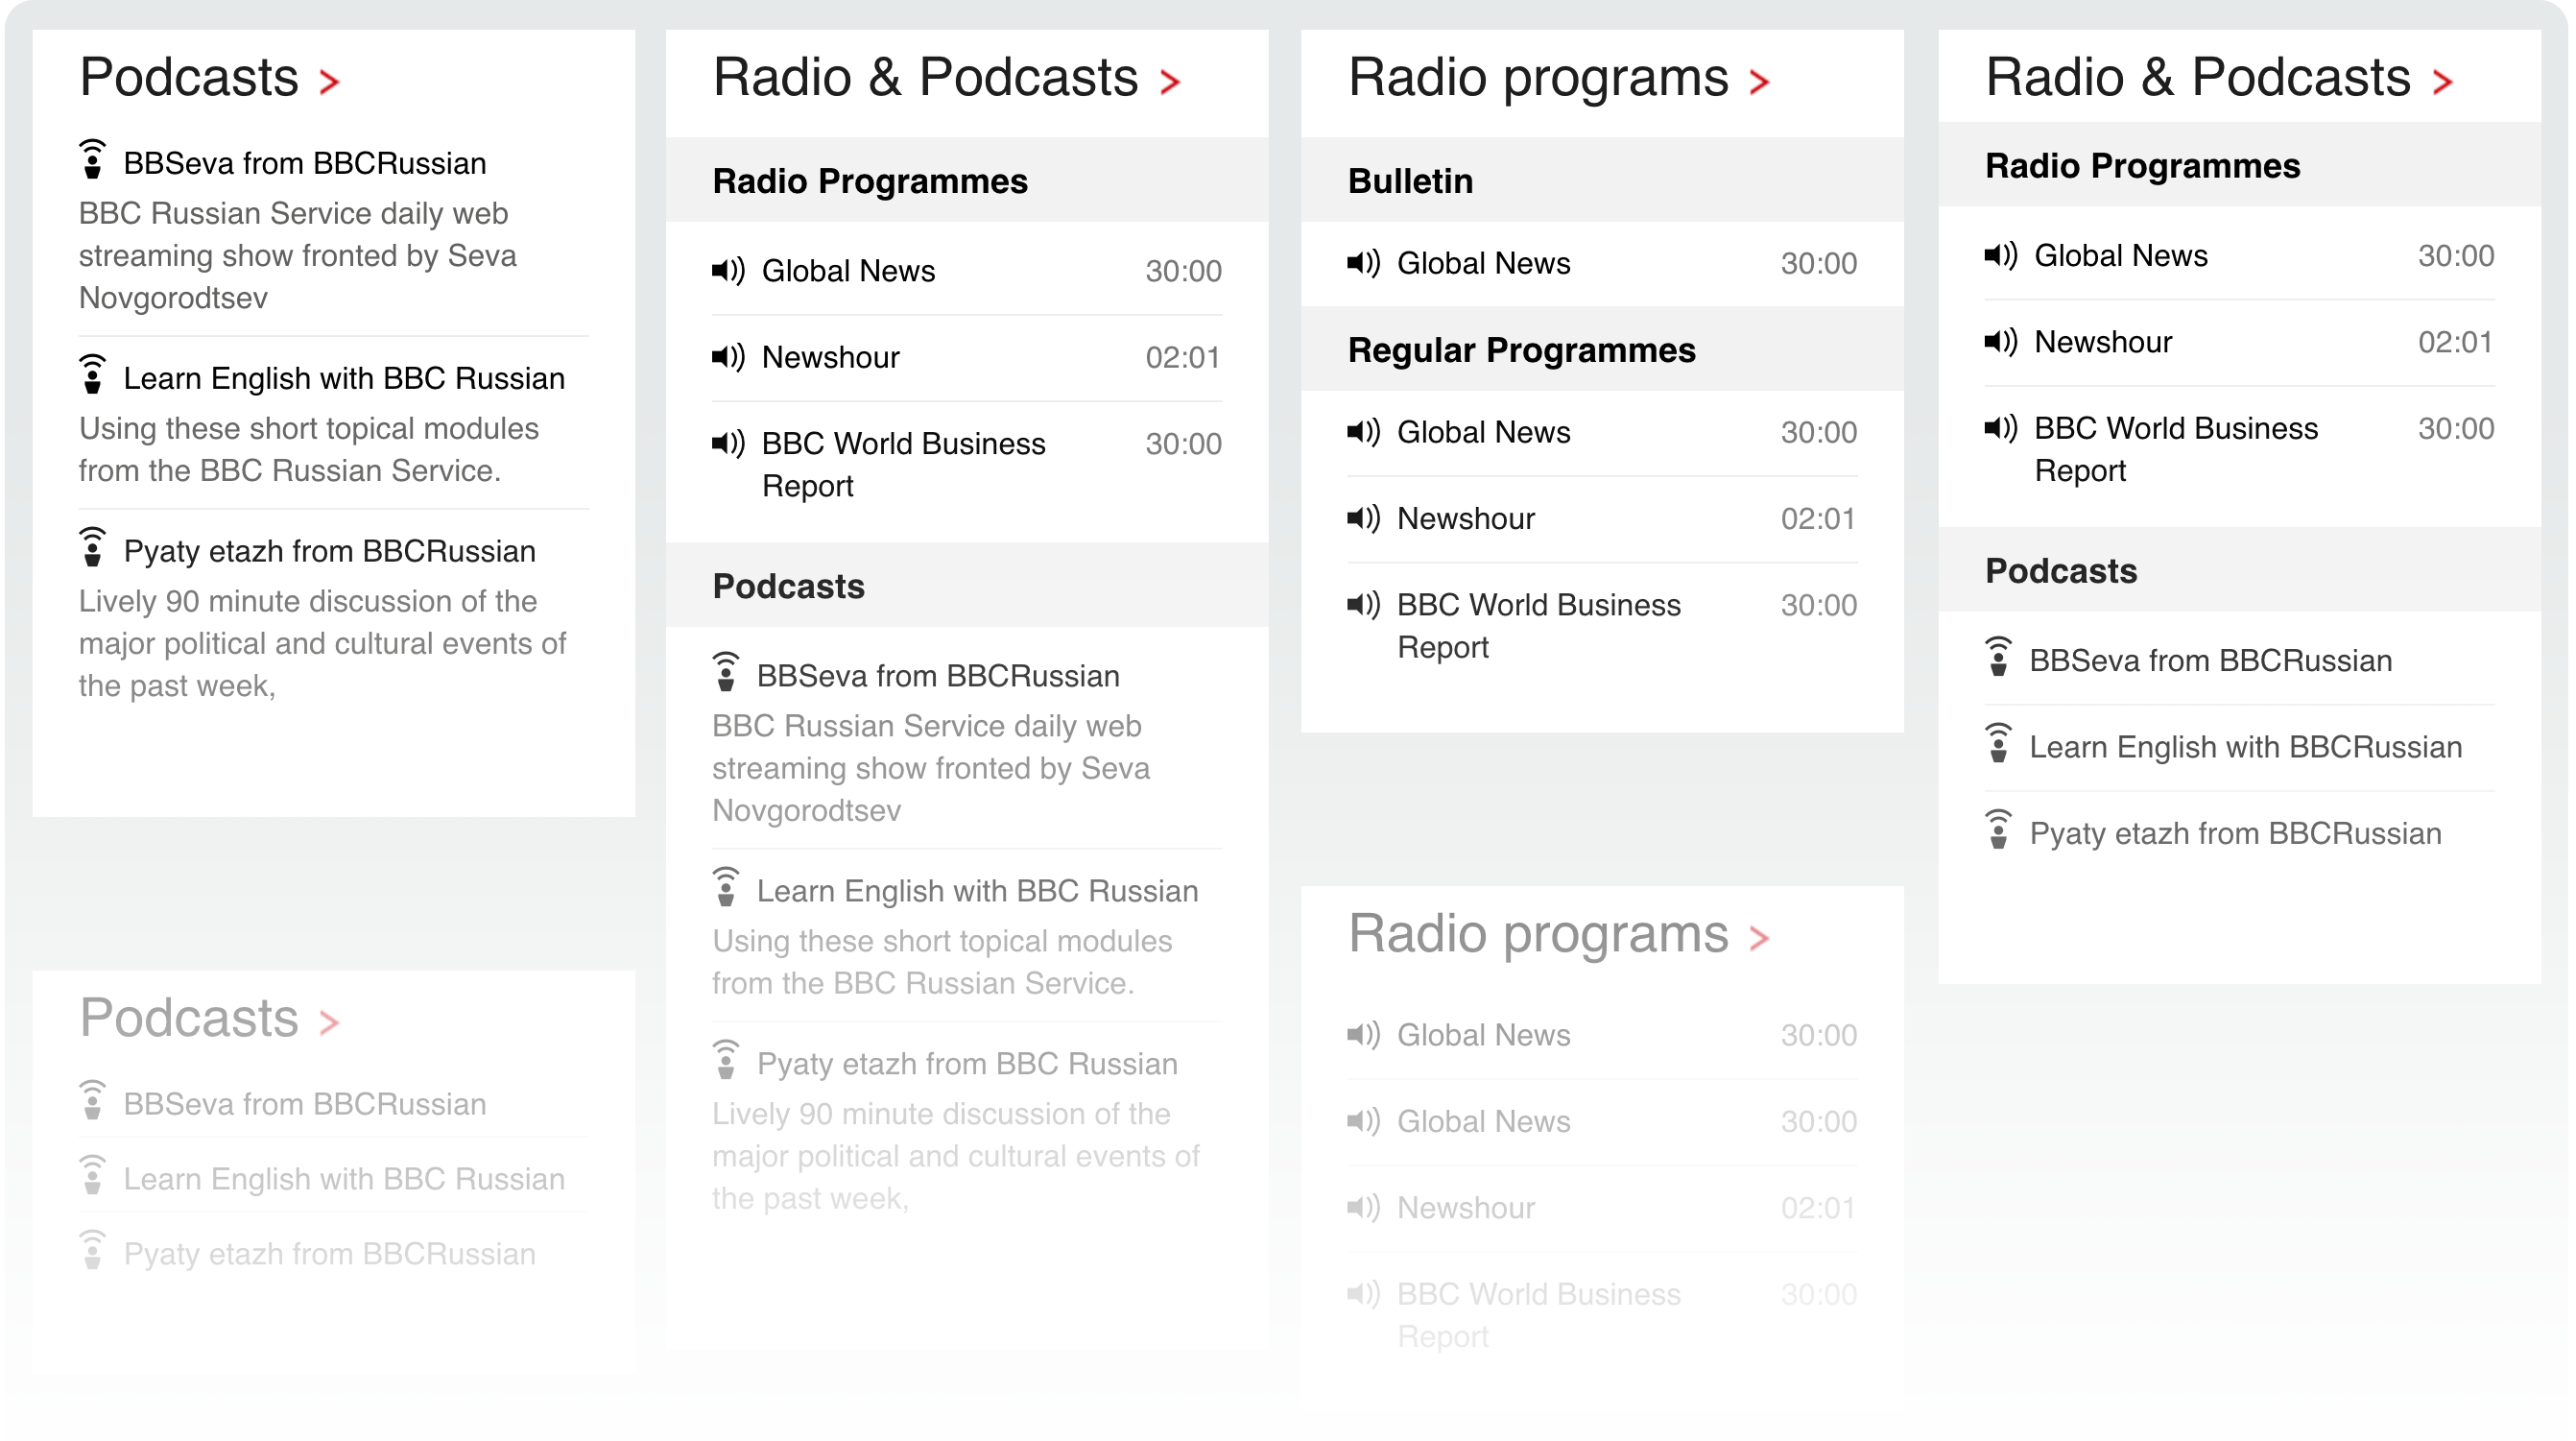 Podcasts >
BBSeva from BBCRussian
BBC Russian Service daily web
streaming show fronted by Seva
Novgorodtsev
Learn English with BBC Russian
Using these short topical modules
from the BBC Russian Service.
Pyaty etazh from BBCRussian
Lively 90 minute discussion of the
major political and cultural events of
the past week,
Podcasts >
BBSeva from BBCRussian
Learn English with BBC Russian
Pyaty etazh from BBCRussian
Radio & Podcasts >
Radio Programmes
Global News 30:00
Newshour 02:01
BBC World Business 30:00
Report
Podcasts
BBSeva from BBCRussian
BBC Russian Service daily web
streaming show fronted by Seva
Novgorodtsev
Learn English with BBC Russian
Using these short topical modules
from the BBC Russian Service.
Pyaty etazh from BBC Russian
Lively 90 minute discussion of the
major political and cultural events of
the past week,
Radio programs >
Bulletin
Global News 30:00
Regular Programmes
Global News 30:00
Newshour 02:01
BBC World Business 30:00
Report
Radio programs >
Global News 30:00
Global News 30:00
Newshour 02:01
BBC World Business 30:00
Report
Radio & Podcasts >
Radio Programmes
Global News 30:00
Newshour 02:01
BBC World Business 30:00
Report
Podcasts
BBSeva from BBCRussian
Learn English with BBCRussian
Pyaty etazh from BBCRussian